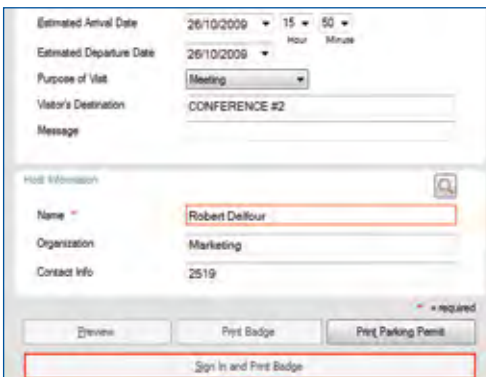 Estimated Arrival Date 26/10/2009 15 50
Hour Minute
Estimated Departure Date 26/10/2009
Purpose of Visit Meeting
Visitor's Destination CONFERENCE #2
Message
Host Information
Name * Robert Delfour
Organization Marketing
Contact Info 2519
* = required
Preview Print Badge Print Parking Permit
Sign In and Print Badge